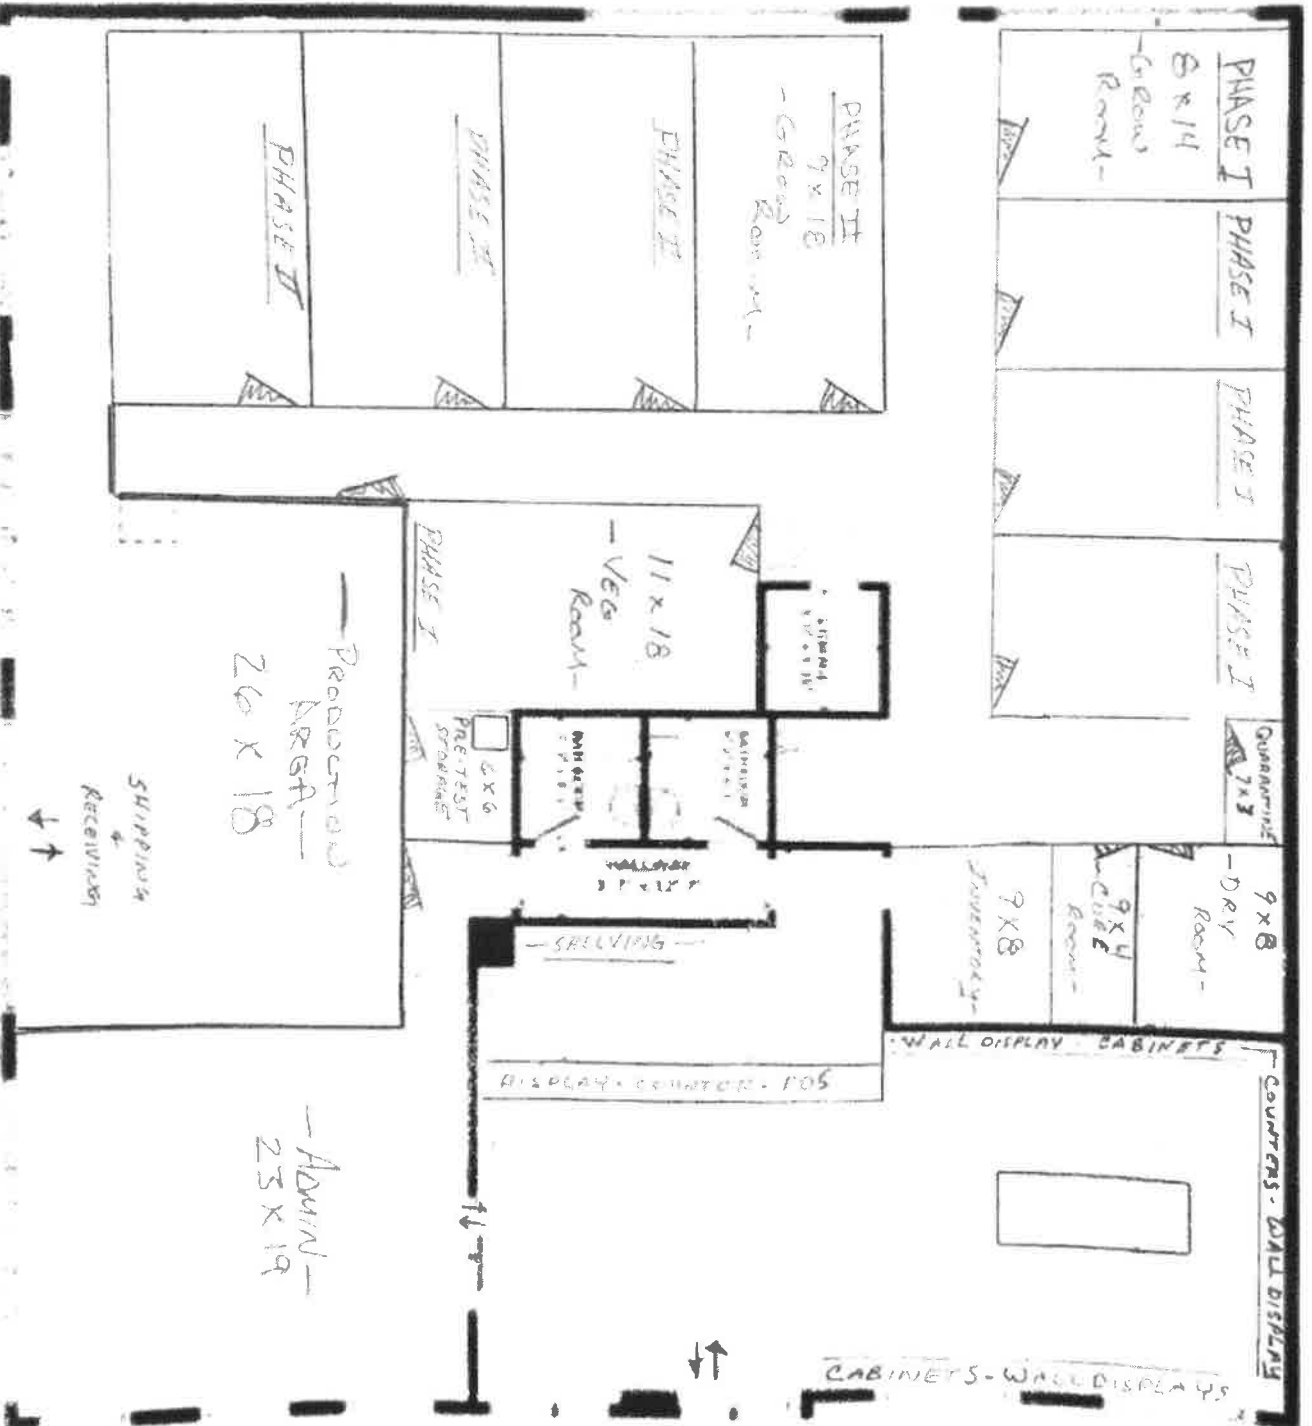 PHASE I
8 X 14
-GROW
ROOM-
PHASE I
PHASE I
PHASE I
PHASE II
9 X 18
-GROW
ROOM-
PHASE II
PHASE II
PHASE II
11 X 18
- VEG
ROOM-
PHASE I
6 X 6
PRE-TEST
STORAGE
QUARANTINE
7 X 3
9 X 8
-DRY
ROOM-
9 X 4
-CURE
ROOM-
9 X 8
INVENTORY-
HALLWAY
- SHELVING -
- PRODUCTION
AREA -
26 X 18
SHIPPING
&
RECEIVING
-ADMIN-
23 X 19
DISPLAY - COUNTER - POS
-WALL DISPLAY CABINETS
COUNTERS - WALL DISPLAY
CABINETS - WALL DISPLAYS